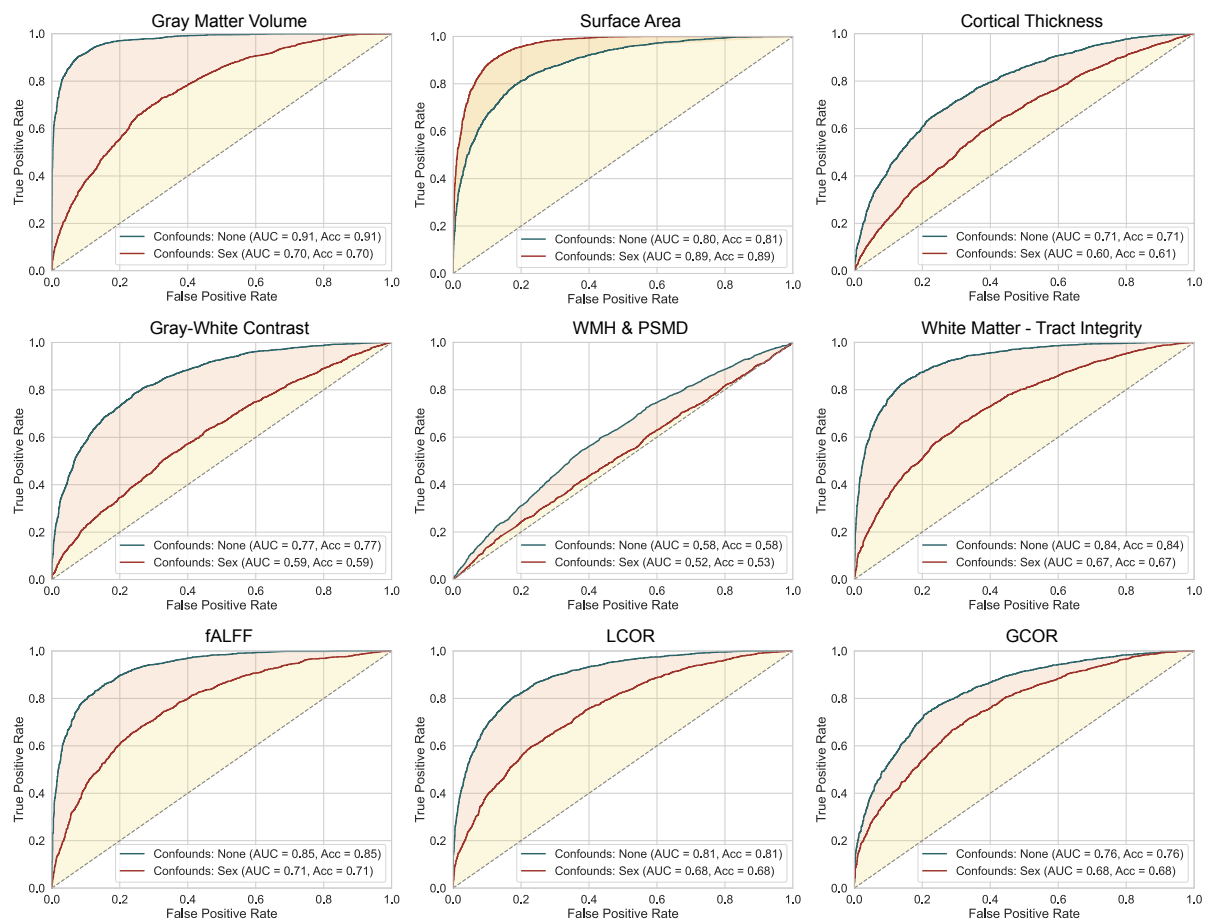 Gray Matter Volume
1.0
0.8
0.6
0.4
0.2
0.0
True Positive Rate
Confounds: None (AUC = 0.91, Acc = 0.91)
Confounds: Sex (AUC = 0.70, Acc = 0.70)
0.0 0.2 0.4 0.6 0.8 1.0
False Positive Rate
Surface Area
1.0
0.8
0.6
0.4
0.2
0.0
True Positive Rate
Confounds: None (AUC = 0.80, Acc = 0.81)
Confounds: Sex (AUC = 0.89, Acc = 0.89)
0.0 0.2 0.4 0.6 0.8 1.0
False Positive Rate
Cortical Thickness
1.0
0.8
0.6
0.4
0.2
0.0
True Positive Rate
Confounds: None (AUC = 0.71, Acc = 0.71)
Confounds: Sex (AUC = 0.60, Acc = 0.61)
0.0 0.2 0.4 0.6 0.8 1.0
False Positive Rate
Gray-White Contrast
1.0
0.8
0.6
0.4
0.2
0.0
True Positive Rate
Confounds: None (AUC = 0.77, Acc = 0.77)
Confounds: Sex (AUC = 0.59, Acc = 0.59)
0.0 0.2 0.4 0.6 0.8 1.0
False Positive Rate
WMH & PSMD
1.0
0.8
0.6
0.4
0.2
0.0
True Positive Rate
Confounds: None (AUC = 0.58, Acc = 0.58)
Confounds: Sex (AUC = 0.52, Acc = 0.53)
0.0 0.2 0.4 0.6 0.8 1.0
False Positive Rate
White Matter - Tract Integrity
1.0
0.8
0.6
0.4
0.2
0.0
True Positive Rate
Confounds: None (AUC = 0.84, Acc = 0.84)
Confounds: Sex (AUC = 0.67, Acc = 0.67)
0.0 0.2 0.4 0.6 0.8 1.0
False Positive Rate
fALFF
1.0
0.8
0.6
0.4
0.2
0.0
True Positive Rate
Confounds: None (AUC = 0.85, Acc = 0.85)
Confounds: Sex (AUC = 0.71, Acc = 0.71)
0.0 0.2 0.4 0.6 0.8 1.0
False Positive Rate
LCOR
1.0
0.8
0.6
0.4
0.2
0.0
True Positive Rate
Confounds: None (AUC = 0.81, Acc = 0.81)
Confounds: Sex (AUC = 0.68, Acc = 0.68)
0.0 0.2 0.4 0.6 0.8 1.0
False Positive Rate
GCOR
1.0
0.8
0.6
0.4
0.2
0.0
True Positive Rate
Confounds: None (AUC = 0.76, Acc = 0.76)
Confounds: Sex (AUC = 0.68, Acc = 0.68)
0.0 0.2 0.4 0.6 0.8 1.0
False Positive Rate